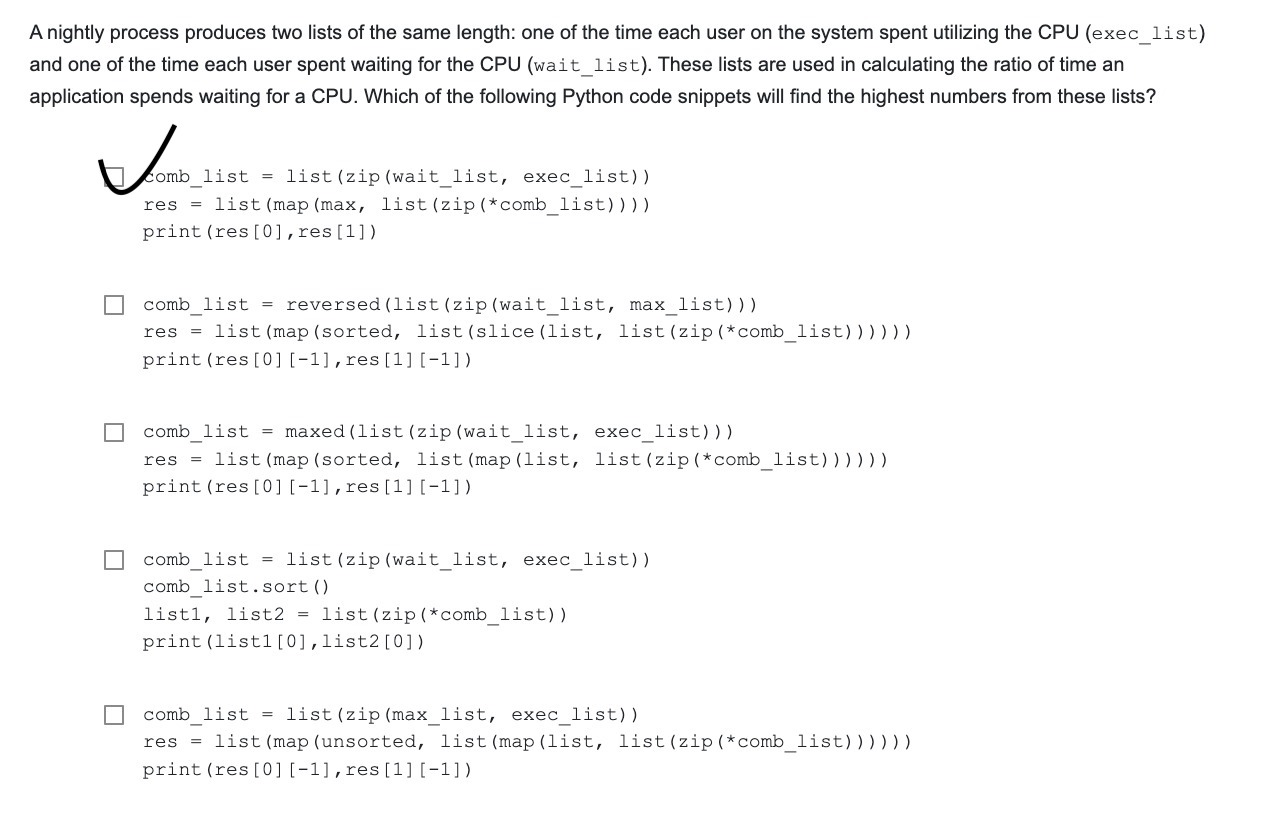 A nightly process produces two lists of the same length: one of the time each user on the system spent utilizing the CPU (exec_list)
and one of the time each user spent waiting for the CPU (wait_list). These lists are used in calculating the ratio of time an
application spends waiting for a CPU. Which of the following Python code snippets will find the highest numbers from these lists?
comb_list = list(zip(wait_list, exec_list))
res = list(map(max, list(zip(*comb_list))))
print(res[0],res[1])
comb_list = reversed(list(zip(wait_list, max_list)))
res = list(map(sorted, list(slice(list, list(zip(*comb_list))))))
print(res[0][-1],res[1][-1])
comb_list = maxed(list(zip(wait_list, exec_list)))
res = list(map(sorted, list(map(list, list(zip(*comb_list))))))
print(res[0][-1],res[1][-1])
comb_list = list(zip(wait_list, exec_list))
comb_list.sort()
list1, list2 = list(zip(*comb_list))
print(list1[0],list2[0])
comb_list = list(zip(max_list, exec_list))
res = list(map(unsorted, list(map(list, list(zip(*comb_list))))))
print(res[0][-1],res[1][-1])